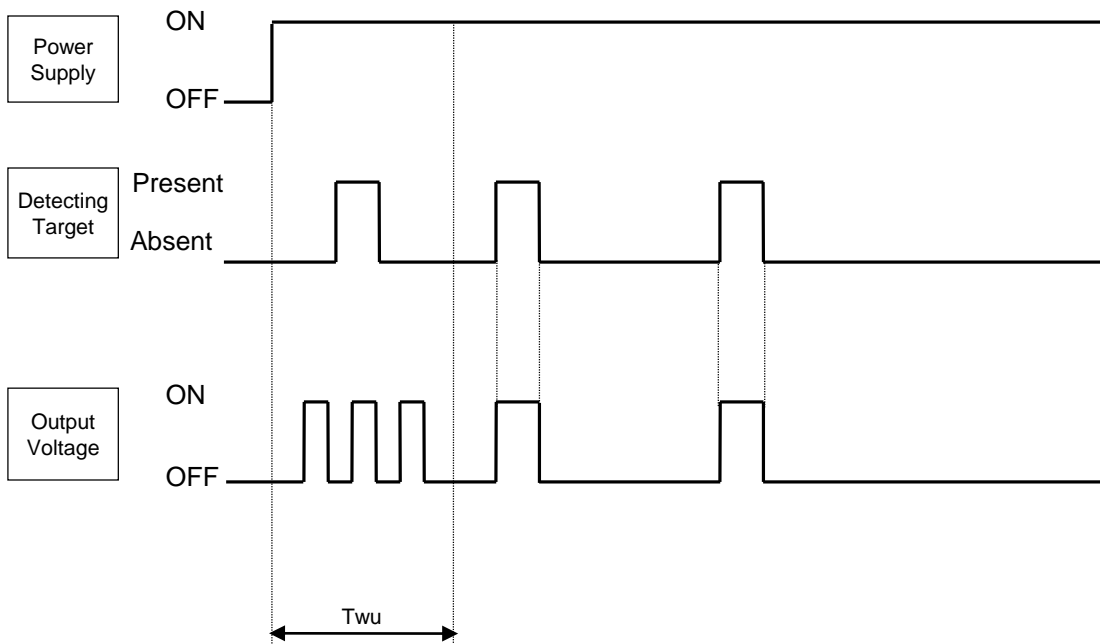 ON
Power
Supply
OFF
Present
Detecting
Target
Absent
ON
Output
Voltage
OFF
Twu